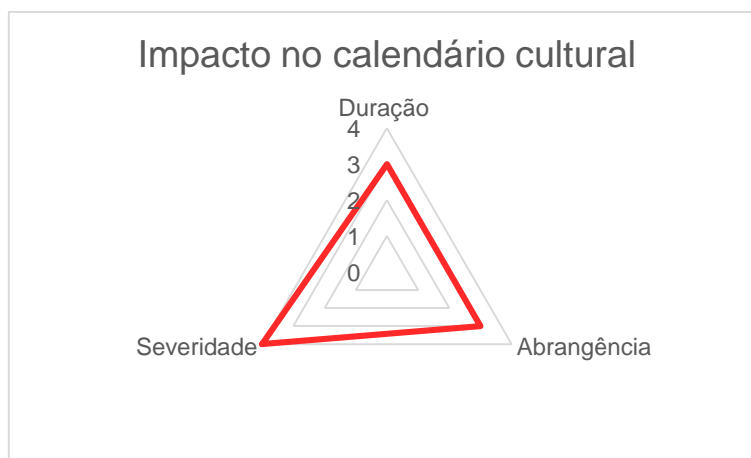 Impacto no calendário cultural
Duração
4
3
2
1
0
Severidade
Abrangência